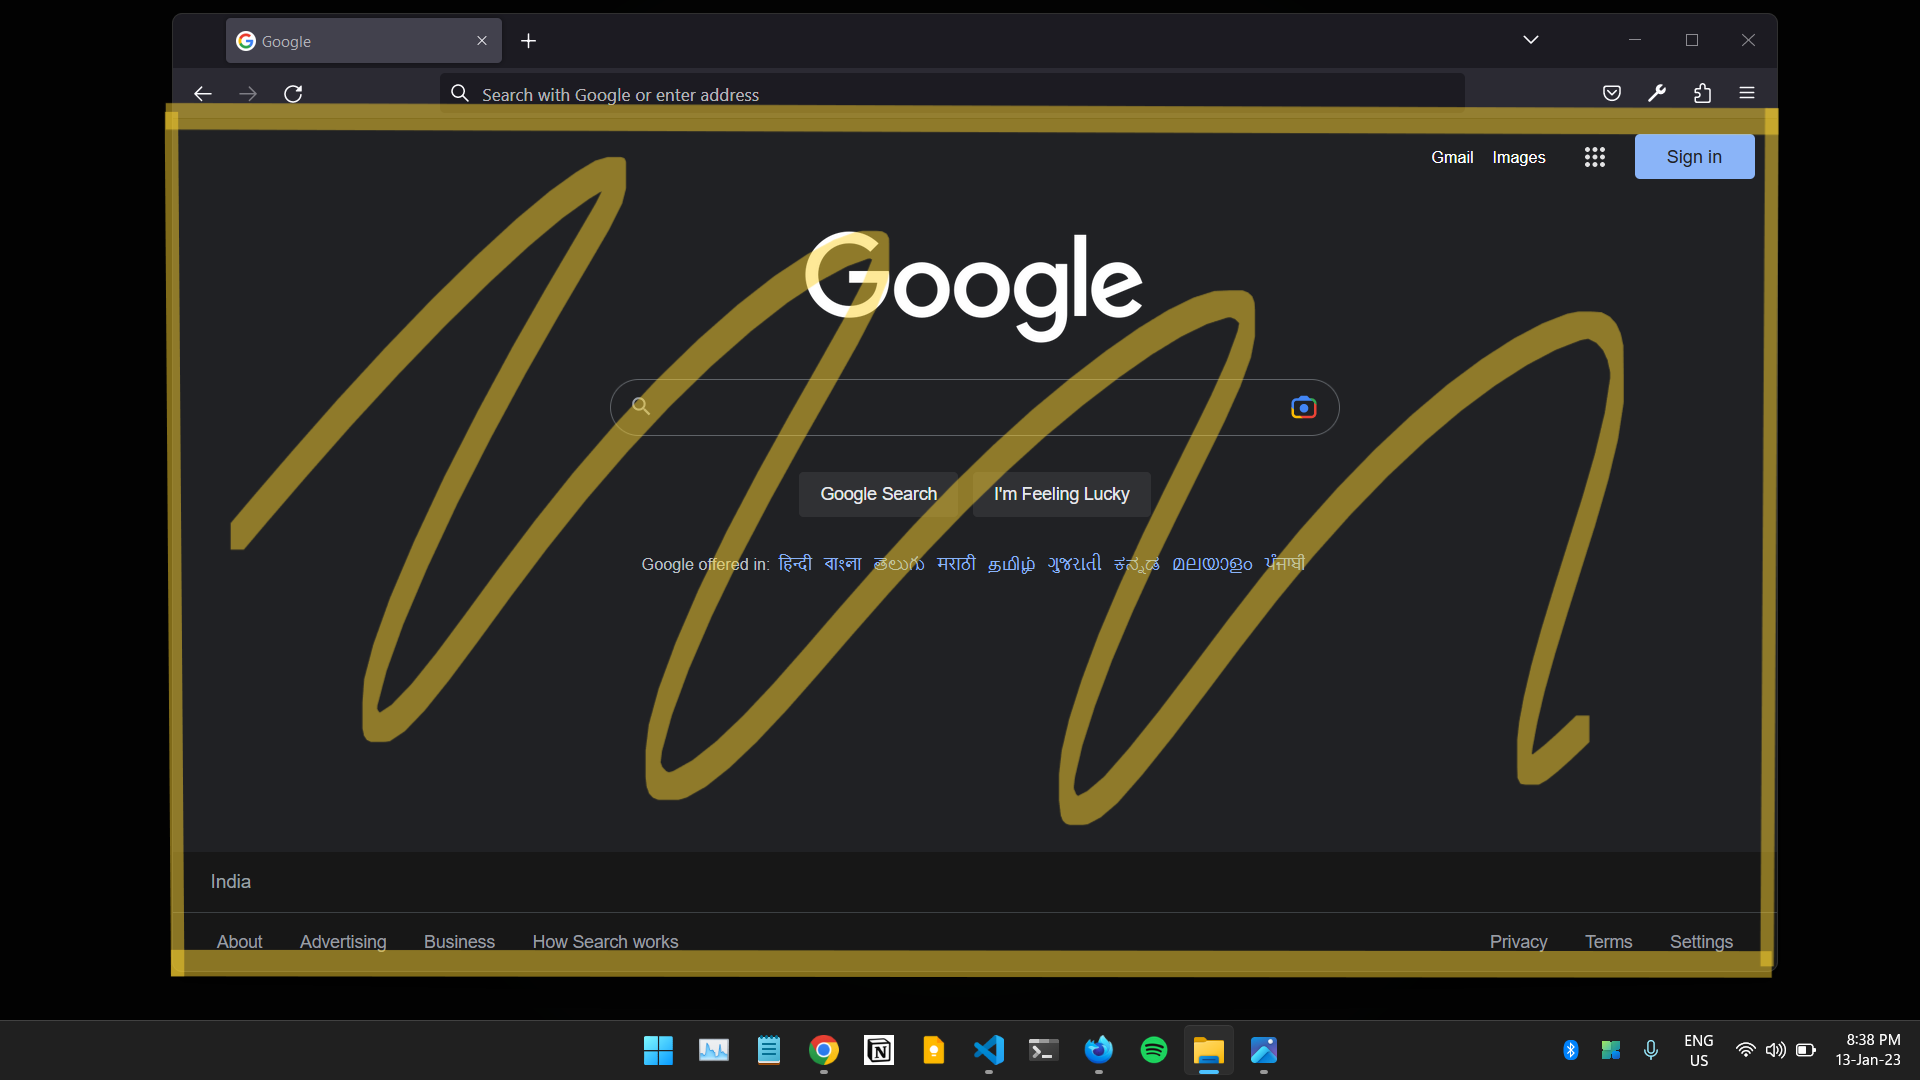 Google
Search with Google or enter address
Gmail Images Sign in
Google
Google Search I'm Feeling Lucky
Google offered in: हिन्दी বাংলা తెలుగు मराठी தமிழ் ગુજરાતી ಕನ್ನಡ മലയാളം ਪੰਜਾਬੀ
India
About Advertising Business How Search works Privacy Terms Settings
ENG
US
8:38 PM
13-Jan-23